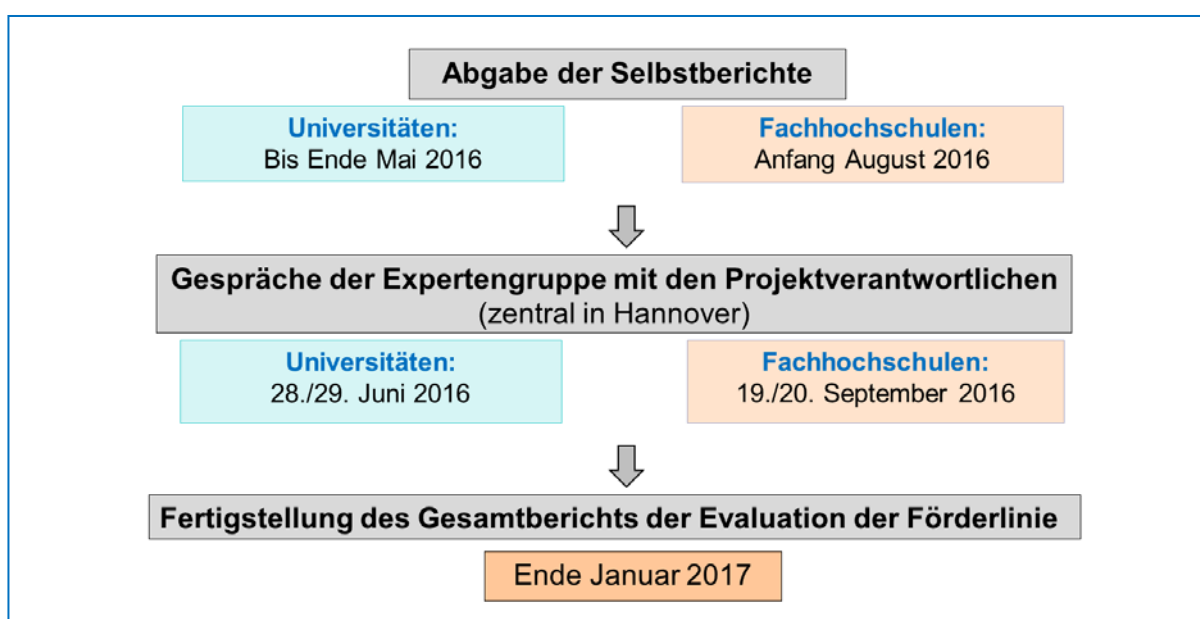 Abgabe der Selbstberichte
Universitäten:
Bis Ende Mai 2016
Fachhochschulen:
Anfang August 2016
Gespräche der Expertengruppe mit den Projektverantwortlichen
(zentral in Hannover)
Universitäten:
28./29. Juni 2016
Fachhochschulen:
19./20. September 2016
Fertigstellung des Gesamtberichts der Evaluation der Förderlinie
Ende Januar 2017